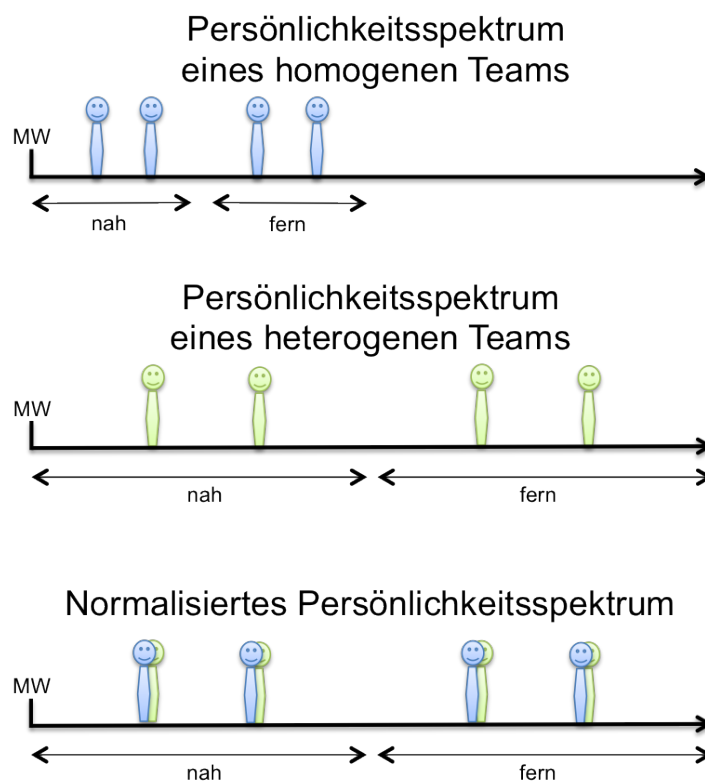 Persönlichkeitsspektrum
eines homogenen Teams
MW
nah
fern
Persönlichkeitsspektrum
eines heterogenen Teams
MW
nah
fern
Normalisiertes Persönlichkeitsspektrum
MW
nah
fern